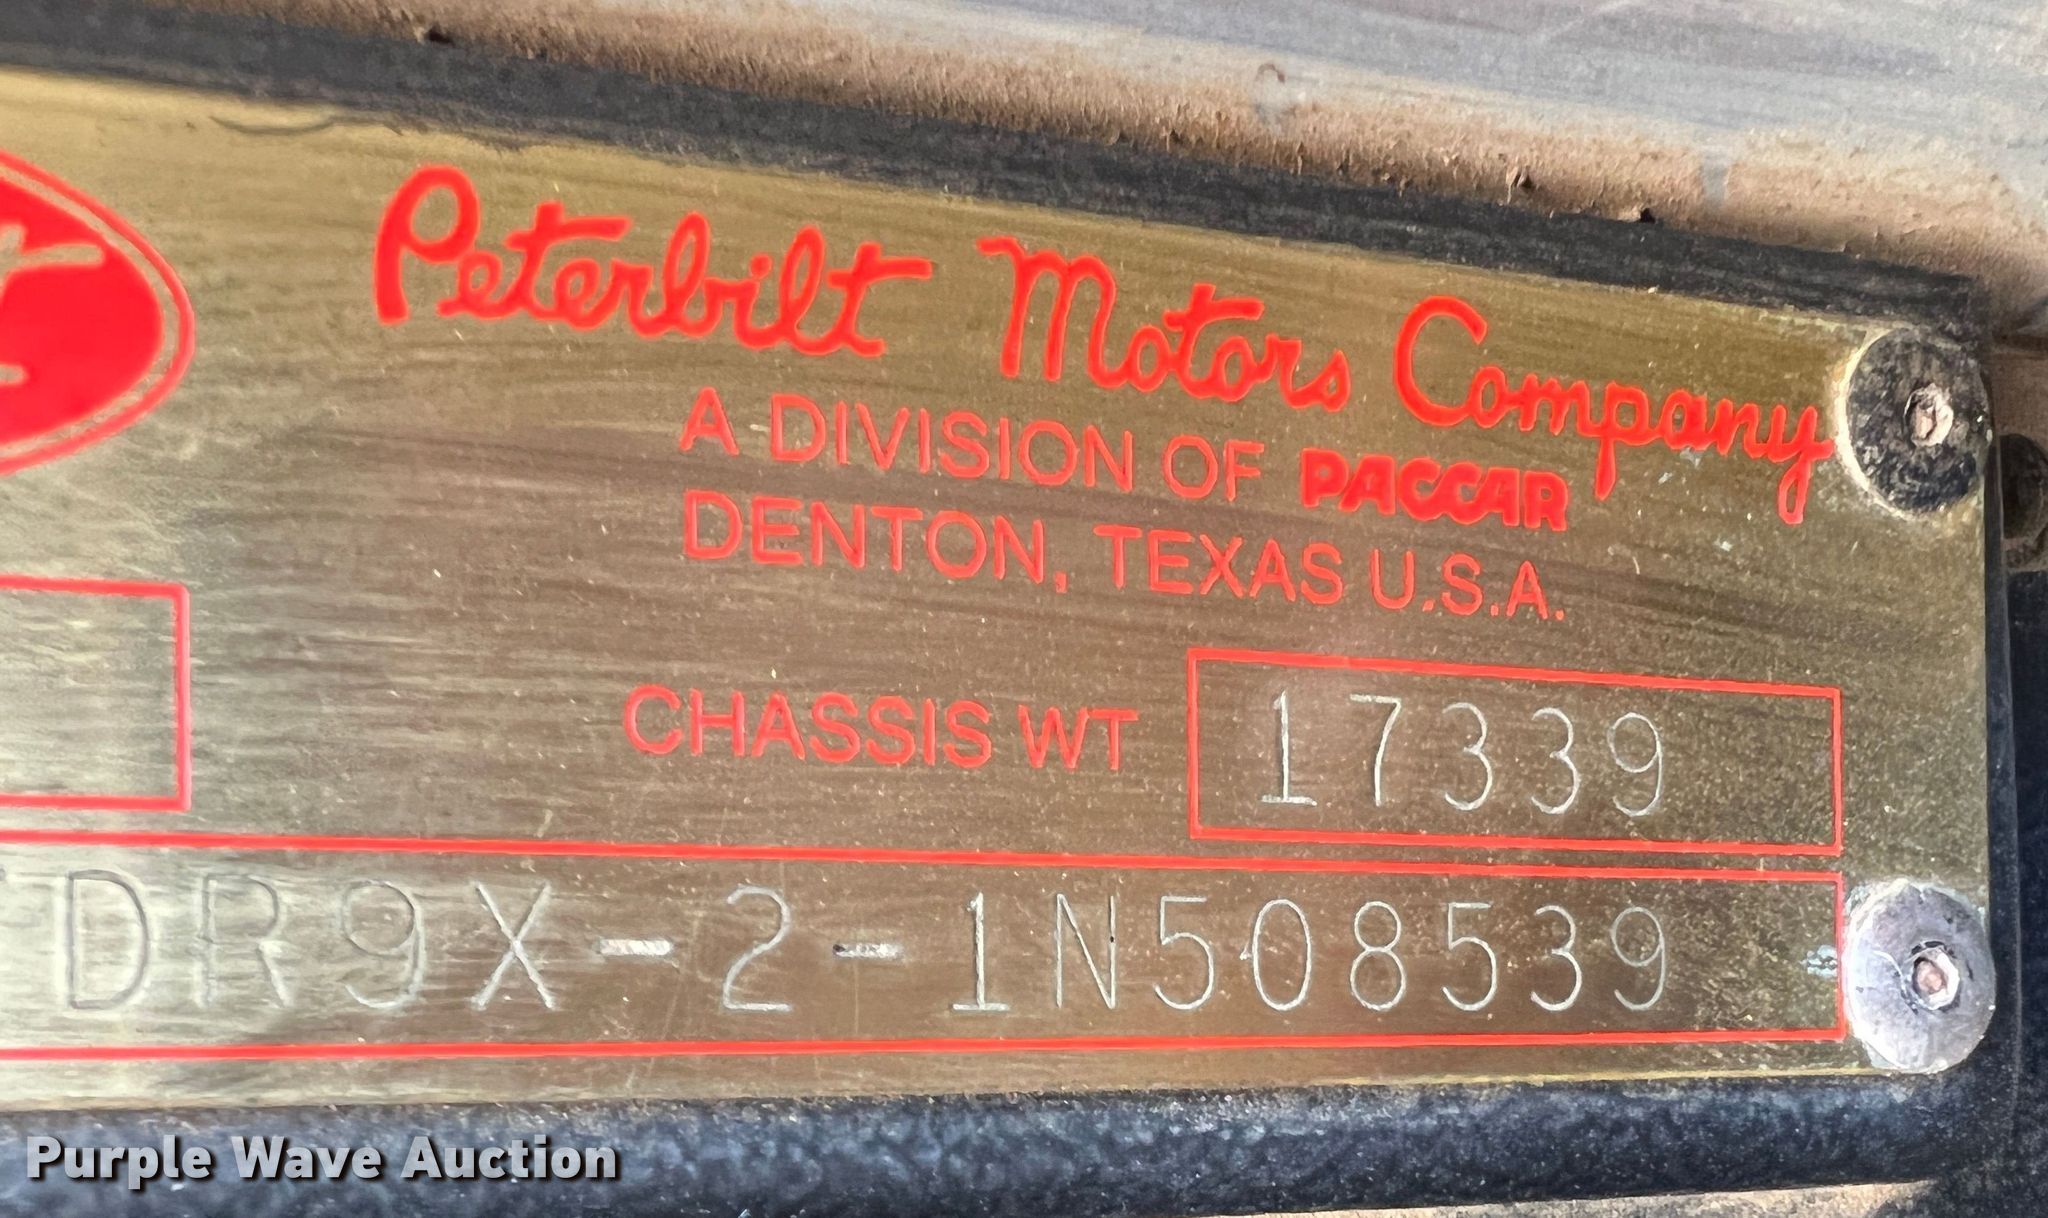 Peterbilt Motors Company
A DIVISION OF PACCAR
DENTON, TEXAS U.S.A.
CHASSIS WT 17339
DR9X-2-1N508539
Purple Wave Auction